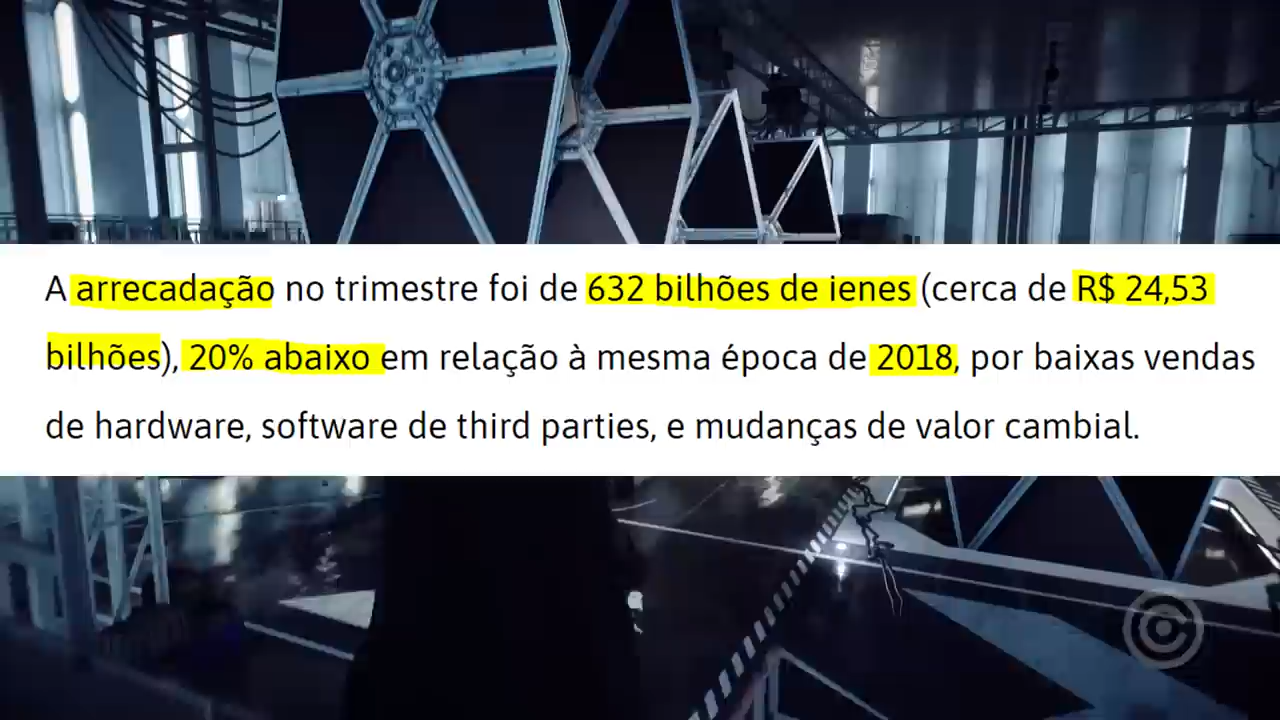 A arrecadação no trimestre foi de 632 bilhões de ienes (cerca de R$ 24,53
bilhões), 20% abaixo em relação à mesma época de 2018, por baixas vendas
de hardware, software de third parties, e mudanças de valor cambial.